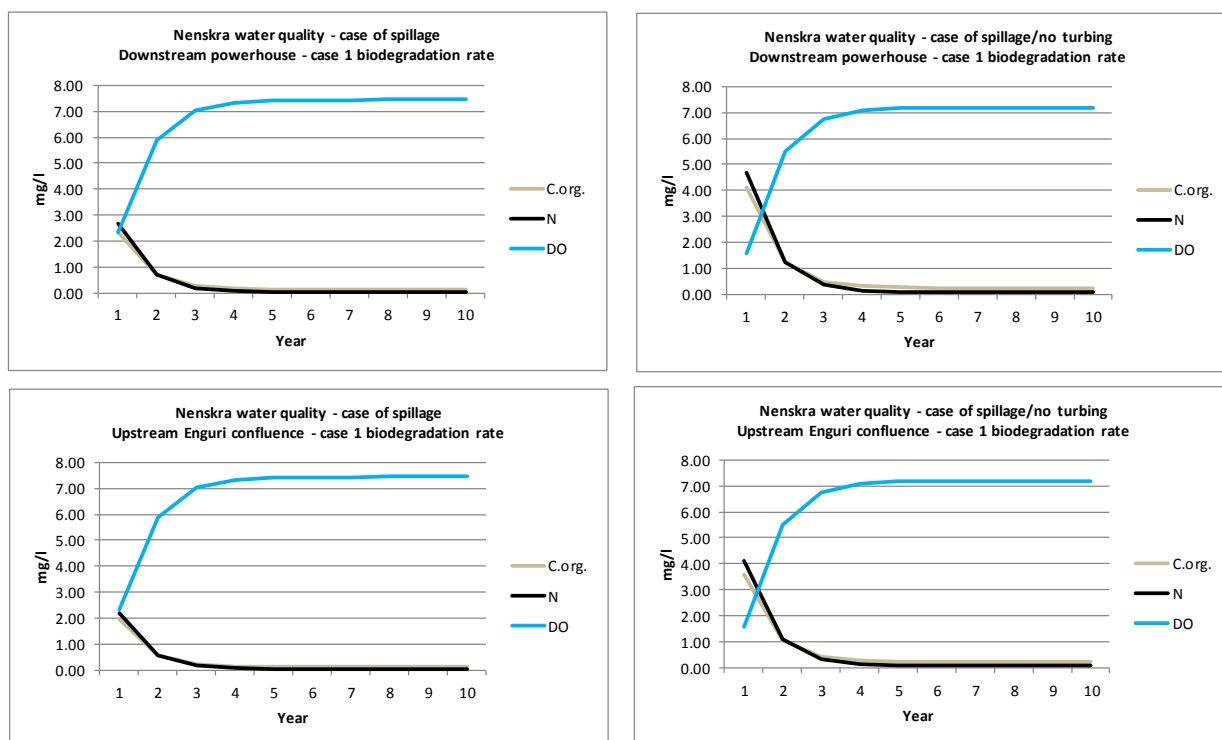 Nenskra water quality - case of spillage
Downstream powerhouse - case 1 biodegradation rate
8.00
7.00
6.00
5.00
4.00
3.00
2.00
1.00
0.00
mg/l
1 2 3 4 5 6 7 8 9 10
Year
C.org.
N
DO
Nenskra water quality - case of spillage/no turbing
Downstream powerhouse - case 1 biodegradation rate
8.00
7.00
6.00
5.00
4.00
3.00
2.00
1.00
0.00
mg/l
1 2 3 4 5 6 7 8 9 10
Year
C.org.
N
DO
Nenskra water quality - case of spillage
Upstream Enguri confluence - case 1 biodegradation rate
8.00
7.00
6.00
5.00
4.00
3.00
2.00
1.00
0.00
mg/l
1 2 3 4 5 6 7 8 9 10
Year
C.org.
N
DO
Nenskra water quality - case of spillage/no turbing
Upstream Enguri confluence - case 1 biodegradation rate
8.00
7.00
6.00
5.00
4.00
3.00
2.00
1.00
0.00
mg/l
1 2 3 4 5 6 7 8 9 10
Year
C.org.
N
DO